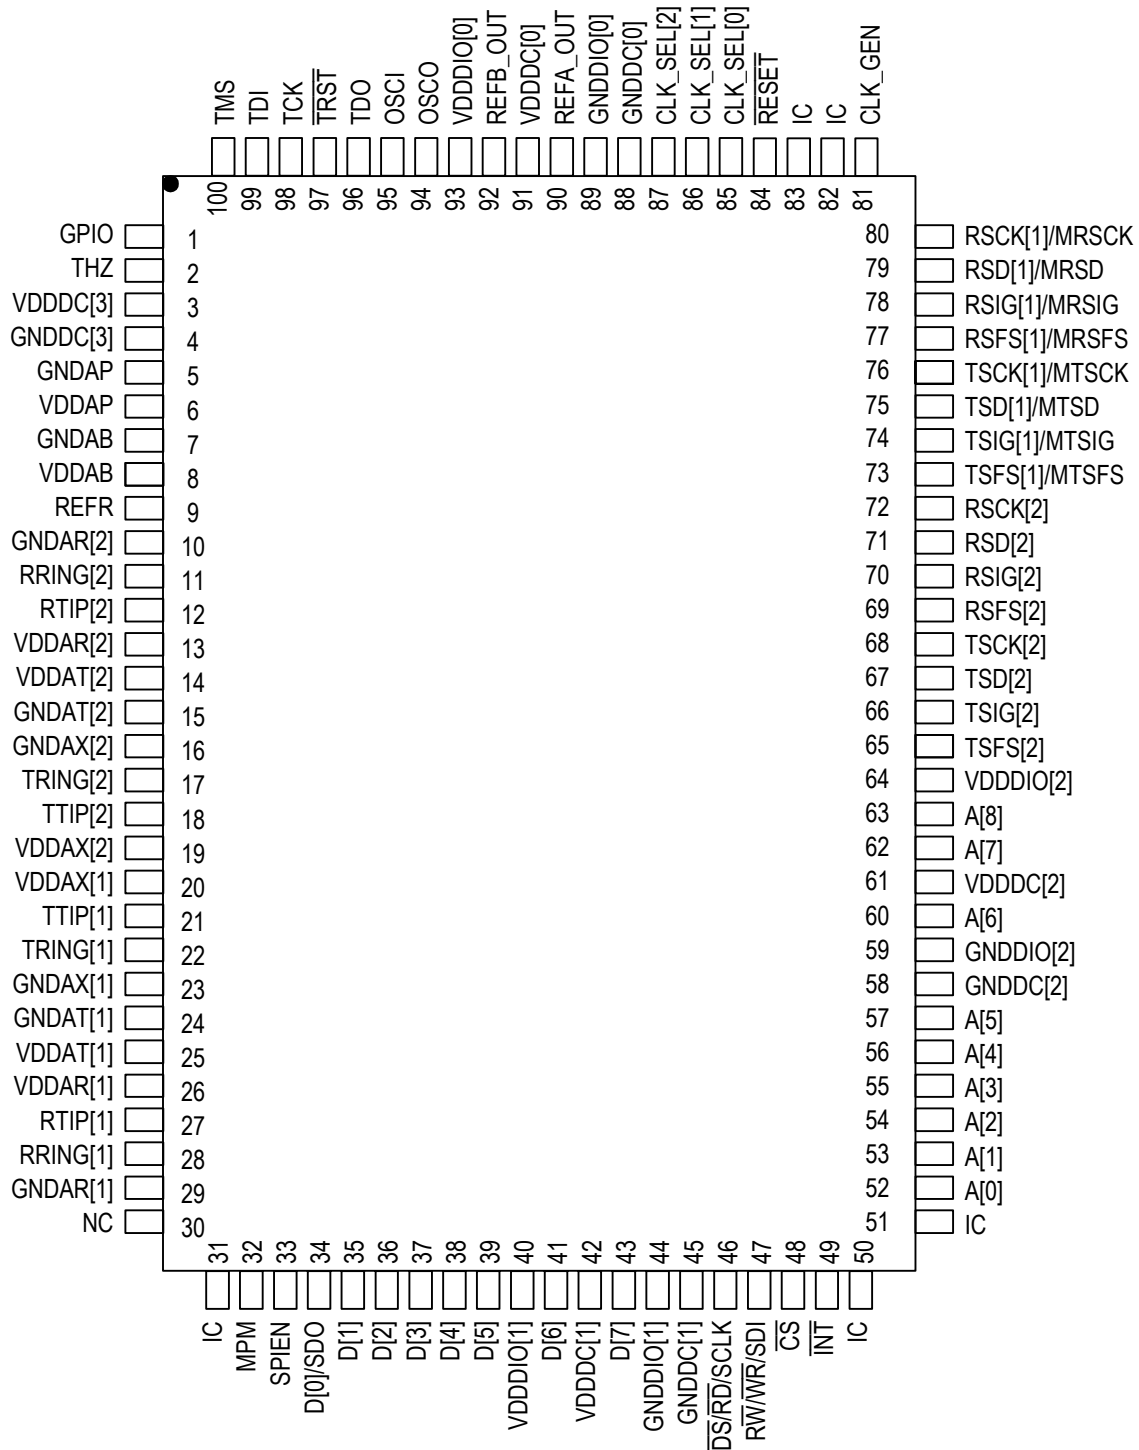 TMS
TDI
TCK
TRST
TDO
OSCI
OSCO
VDDDIO[0]
REFB_OUT
VDDDC[0]
REFA_OUT
GNDDIO[0]
GNDDC[0]
CLK_SEL[2]
CLK_SEL[1]
CLK_SEL[0]
RESET
IC
IC
CLK_GEN
100
99
98
97
96
95
94
93
92
91
90
89
88
87
86
85
84
83
82
81
GPIO 1
THZ 2
VDDDC[3] 3
GNDDC[3] 4
GNDAP 5
VDDAP 6
GNDAB 7
VDDAB 8
REFR 9
GNDAR[2] 10
RRING[2] 11
RTIP[2] 12
VDDAR[2] 13
VDDAT[2] 14
GNDAT[2] 15
GNDAX[2] 16
TRING[2] 17
TTIP[2] 18
VDDAX[2] 19
VDDAX[1] 20
TTIP[1] 21
TRING[1] 22
GNDAX[1] 23
GNDAT[1] 24
VDDAT[1] 25
VDDAR[1] 26
RTIP[1] 27
RRING[1] 28
GNDAR[1] 29
NC 30
80 RSCK[1]/MRSCK
79 RSD[1]/MRSD
78 RSIG[1]/MRSIG
77 RSFS[1]/MRSFS
76 TSCK[1]/MTSCK
75 TSD[1]/MTSD
74 TSIG[1]/MTSIG
73 TSFS[1]/MTSFS
72 RSCK[2]
71 RSD[2]
70 RSIG[2]
69 RSFS[2]
68 TSCK[2]
67 TSD[2]
66 TSIG[2]
65 TSFS[2]
64 VDDDIO[2]
63 A[8]
62 A[7]
61 VDDDC[2]
60 A[6]
59 GNDDIO[2]
58 GNDDC[2]
57 A[5]
56 A[4]
55 A[3]
54 A[2]
53 A[1]
52 A[0]
51 IC
31
32
33
34
35
36
37
38
39
40
41
42
43
44
45
46
47
48
49
50
IC
MPM
SPIEN
D[0]/SDO
D[1]
D[2]
D[3]
D[4]
D[5]
VDDDIO[1]
D[6]
VDDDC[1]
D[7]
GNDDIO[1]
GNDDC[1]
DS/RD/SCLK
RW/WR/SDI
CS
INT
IC